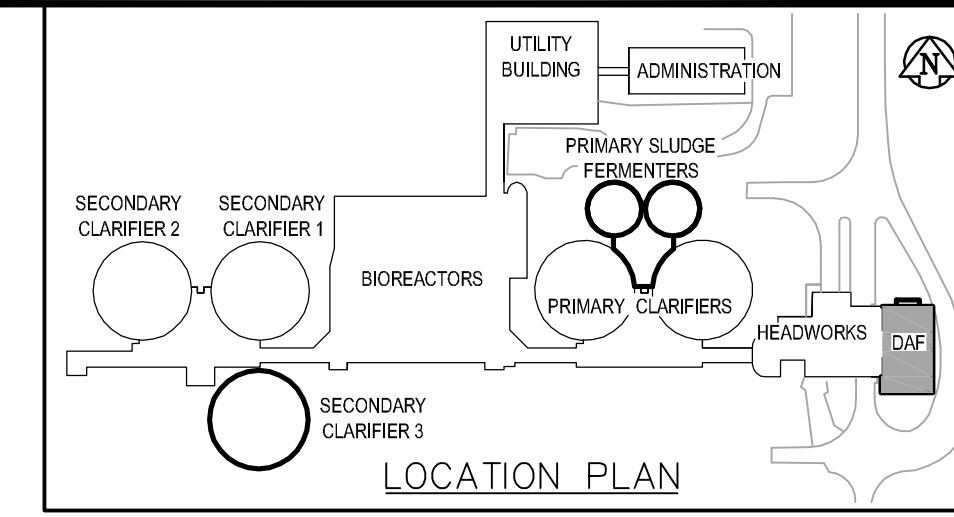 UTILITY
BUILDING
ADMINISTRATION
N
PRIMARY SLUDGE
FERMENTERS
SECONDARY
CLARIFIER 2
SECONDARY
CLARIFIER 1
BIOREACTORS
PRIMARY CLARIFIERS
HEADWORKS
DAF
SECONDARY
CLARIFIER 3
LOCATION PLAN